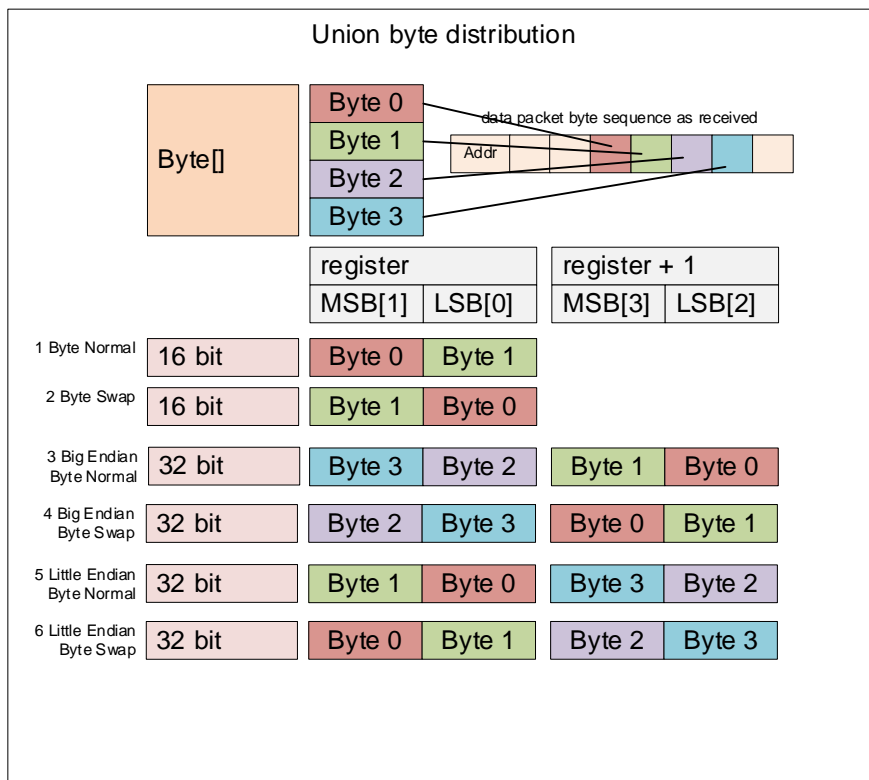 Union byte distribution
Byte[]
Byte 0
Byte 1
Byte 2
Byte 3
data packet byte sequence as received
Addr
register register + 1
MSB[1] LSB[0] MSB[3] LSB[2]
1 Byte Normal 16 bit Byte 0 Byte 1
2 Byte Swap 16 bit Byte 1 Byte 0
3 Big Endian
Byte Normal
32 bit Byte 3 Byte 2 Byte 1 Byte 0
4 Big Endian
Byte Swap
32 bit Byte 2 Byte 3 Byte 0 Byte 1
5 Little Endian
Byte Normal
32 bit Byte 1 Byte 0 Byte 3 Byte 2
6 Little Endian
Byte Swap
32 bit Byte 0 Byte 1 Byte 2 Byte 3